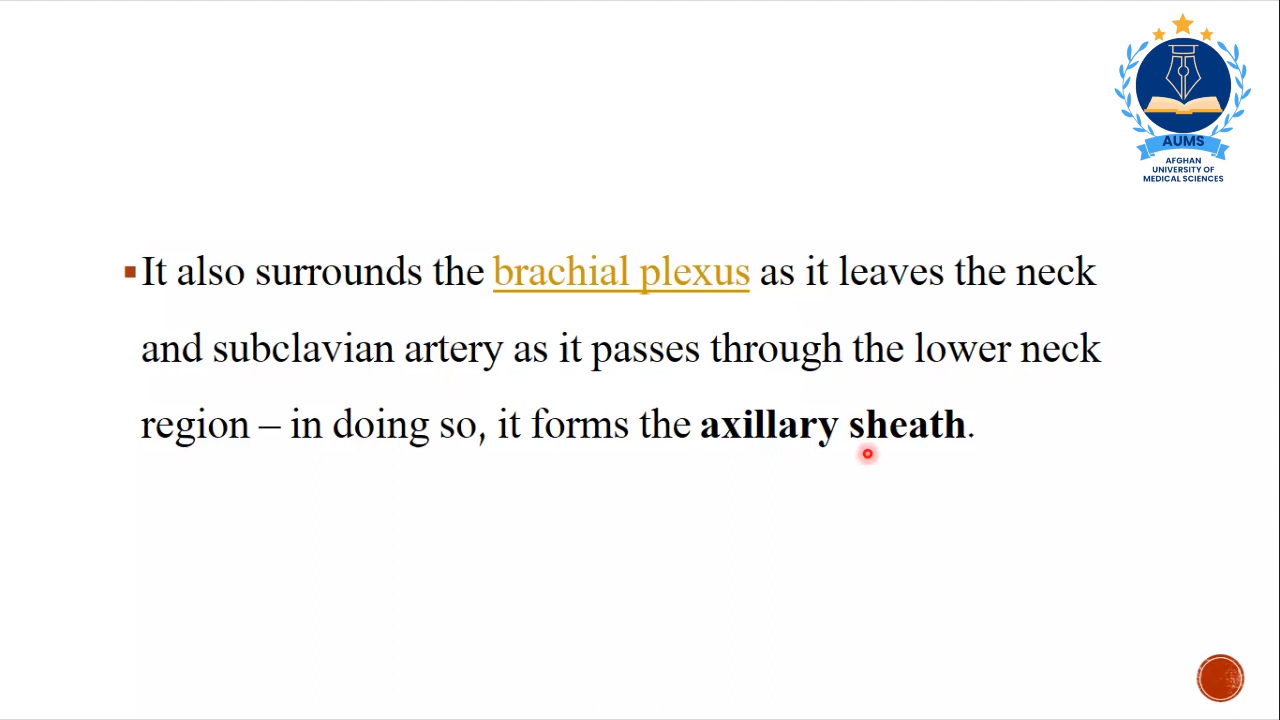 AUMS
AFGHAN
UNIVERSITY OF
MEDICAL SCIENCES
▪It also surrounds the brachial plexus as it leaves the neck
and subclavian artery as it passes through the lower neck
region – in doing so, it forms the axillary sheath.